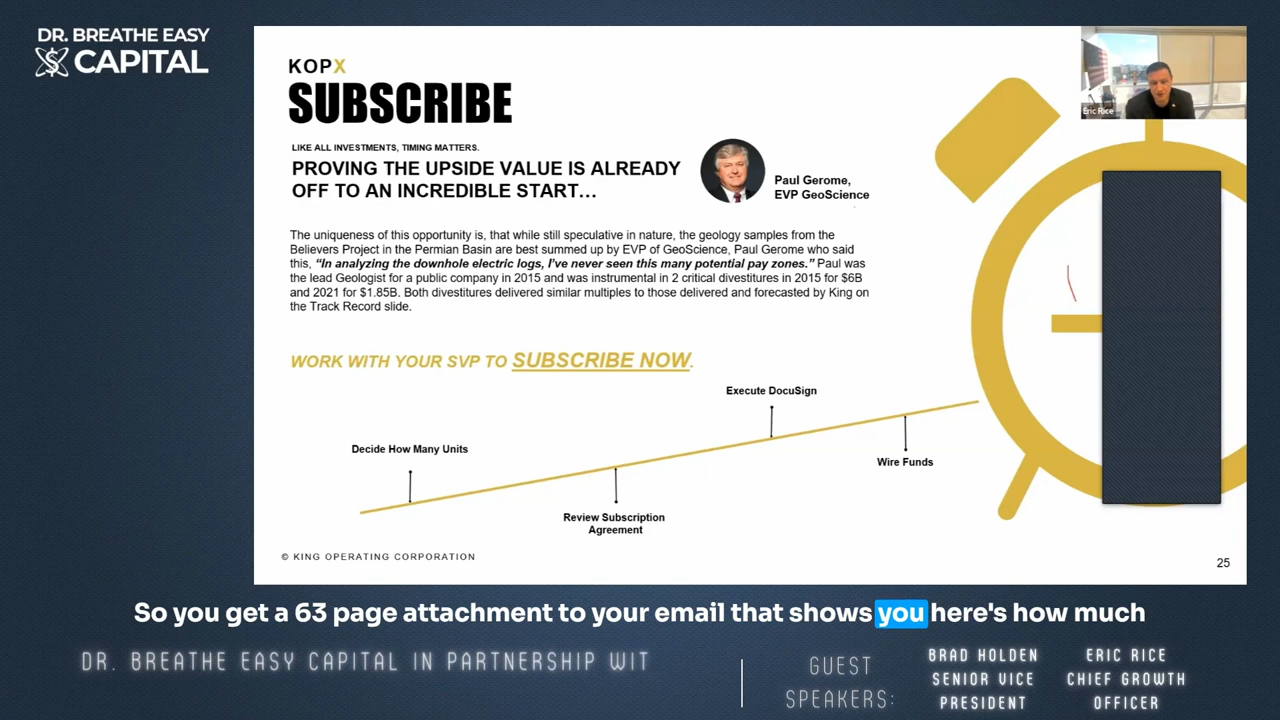 DR. BREATHE EASY
CAPITAL
KOPX
SUBSCRIBE
LIKE ALL INVESTMENTS, TIMING MATTERS.
PROVING THE UPSIDE VALUE IS ALREADY
OFF TO AN INCREDIBLE START…
Paul Gerome,
EVP GeoScience
Eric Rice
The uniqueness of this opportunity is, that while still speculative in nature, the geology samples from the
Believers Project in the Permian Basin are best summed up by EVP of GeoScience, Paul Gerome who said
this, “In analyzing the downhole electric logs, I’ve never seen this many potential pay zones.” Paul was
the lead Geologist for a public company in 2015 and was instrumental in 2 critical divestitures in 2015 for $6B
and 2021 for $1.85B. Both divestitures delivered similar multiples to those delivered and forecasted by King on
the Track Record slide.
WORK WITH YOUR SVP TO SUBSCRIBE NOW.
Decide How Many Units
Review Subscription
Agreement
Execute DocuSign
Wire Funds
© KING OPERATING CORPORATION
25
So you get a 63 page attachment to your email that shows you here's how much
DR. BREATHE EASY CAPITAL IN PARTNERSHIP WIT
GUEST
SPEAKERS:
BRAD HOLDEN
SENIOR VICE
PRESIDENT
ERIC RICE
CHIEF GROWTH
OFFICER